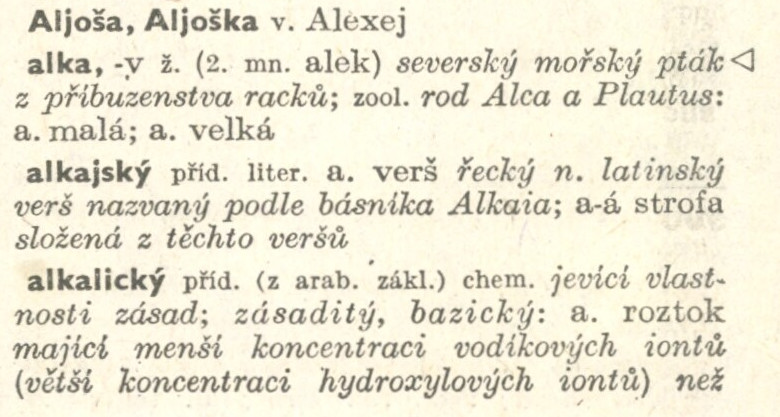 Aljoša, Aljoška v. Alexej
alka, -y ž. (2. mn. alek) severský mořský pták ◁
z příbuzenstva racků; zool. rod Alca a Plautus:
a. malá; a. velká
alkajský příd. liter. a. verš řecký n. latinský
verš nazvaný podle básníka Alkaia; a-á strofa
složená z těchto veršů
alkalický příd. (z arab. zákl.) chem. jevící vlast-
nosti zásad; zásaditý, bazický: a. roztok
mající menší koncentraci vodíkových iontů
(větší koncentraci hydroxylových iontů) než